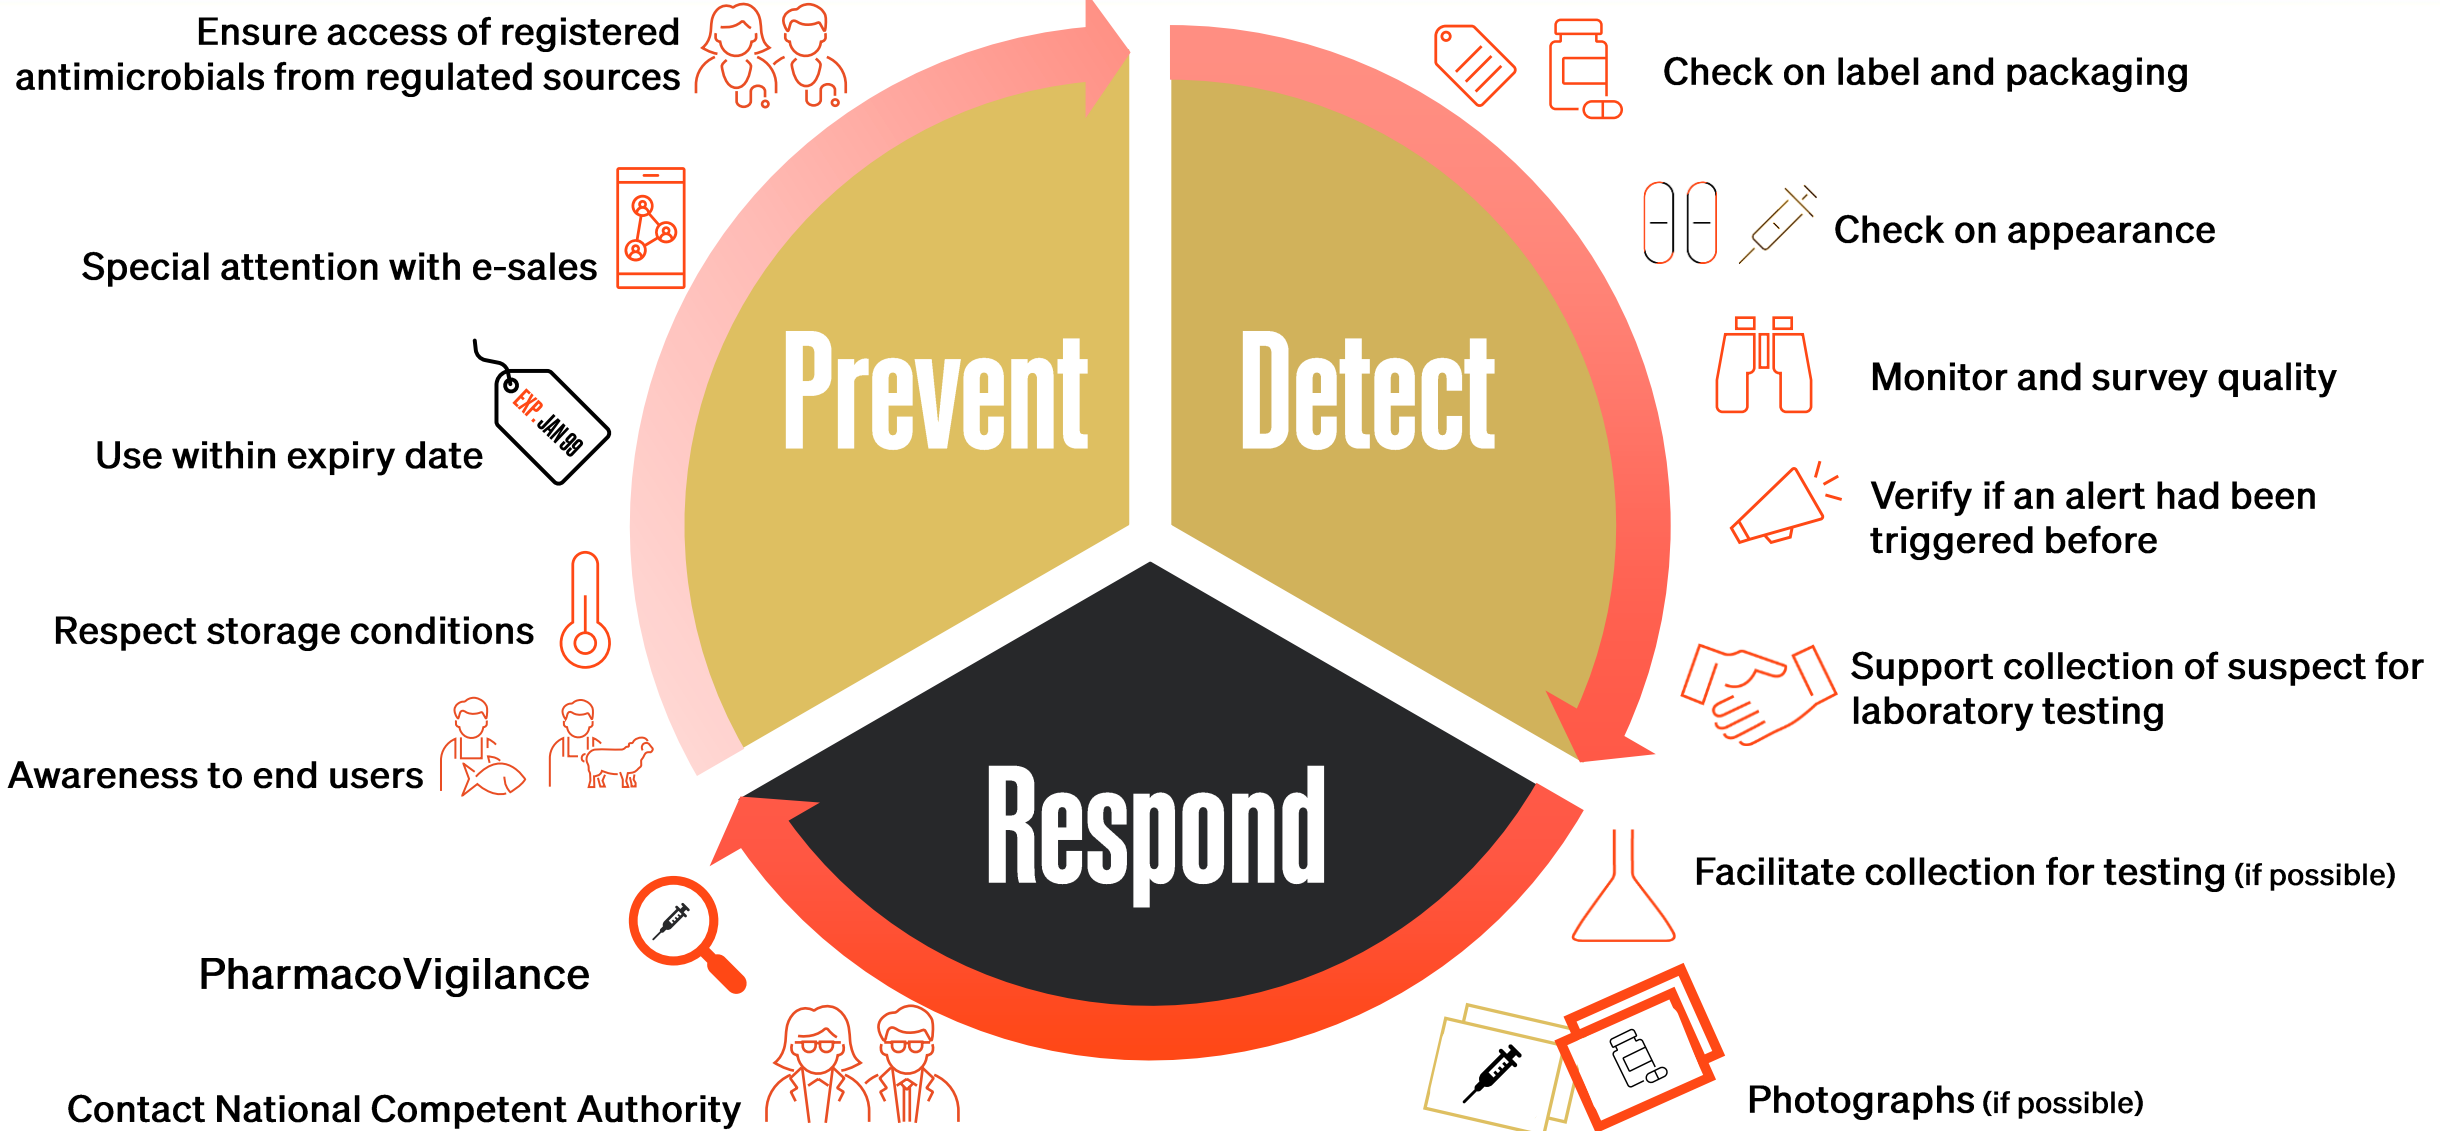 Ensure access of registered
antimicrobials from regulated sources
Special attention with e-sales
EXP. JAN 99
Use within expiry date
Respect storage conditions
Awareness to end users
Prevent
Detect
Check on label and packaging
Check on appearance
Monitor and survey quality
Verify if an alert had been
triggered before
Support collection of suspect for
laboratory testing
Respond
Facilitate collection for testing (if possible)
Photographs (if possible)
PharmacoVigilance
Contact National Competent Authority